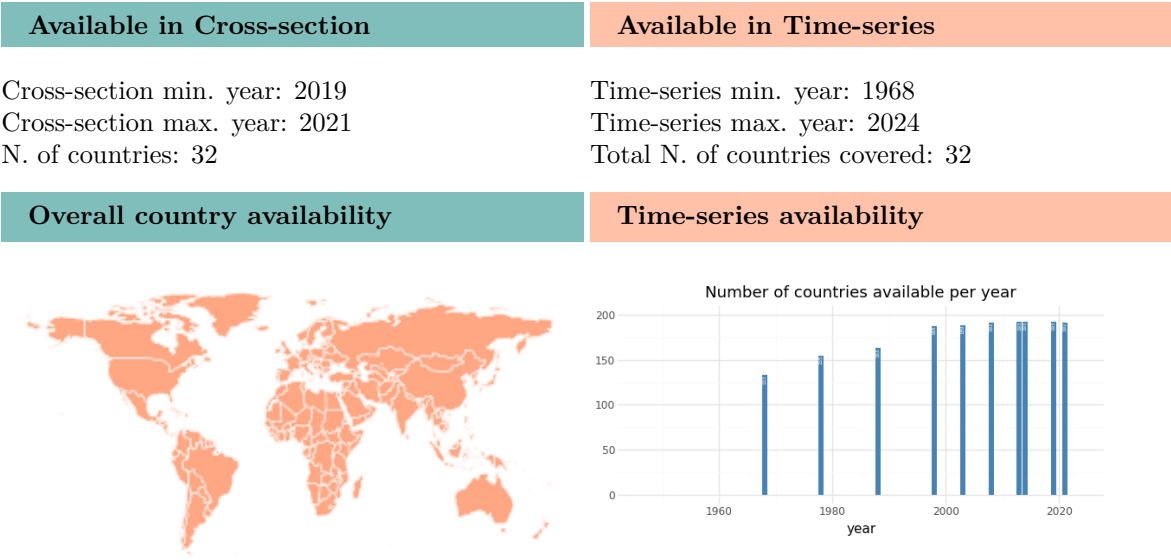 Available in Cross-section
Available in Time-series
Cross-section min. year: 2019
Cross-section max. year: 2021
N. of countries: 32
Time-series min. year: 1968
Time-series max. year: 2024
Total N. of countries covered: 32
Overall country availability
Time-series availability
Number of countries available per year
200
150
100
50
0
1960
1980
2000
2020
year